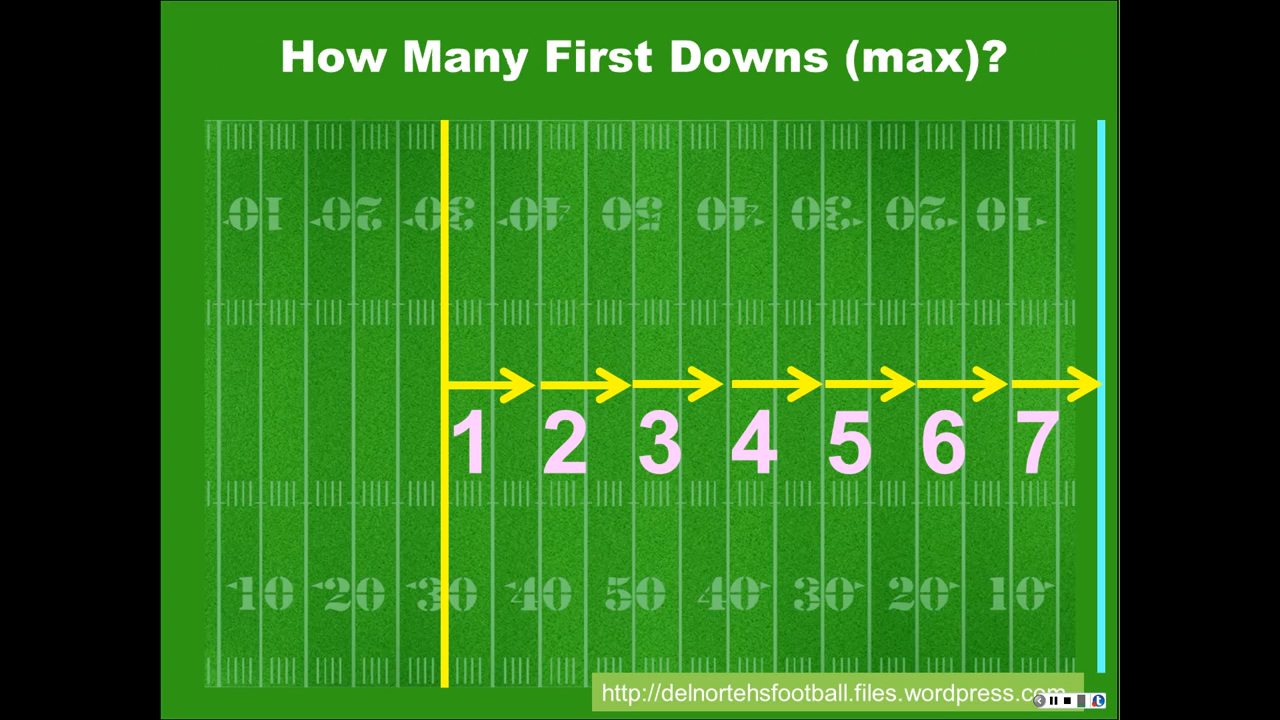 How Many First Downs (max)?
10 20 30 40 50 40 30 20 10
1 2 3 4 5 6 7
10 20 30 40 50 40 30 20 10
http://delnortehsfootball.files.wordpress.com